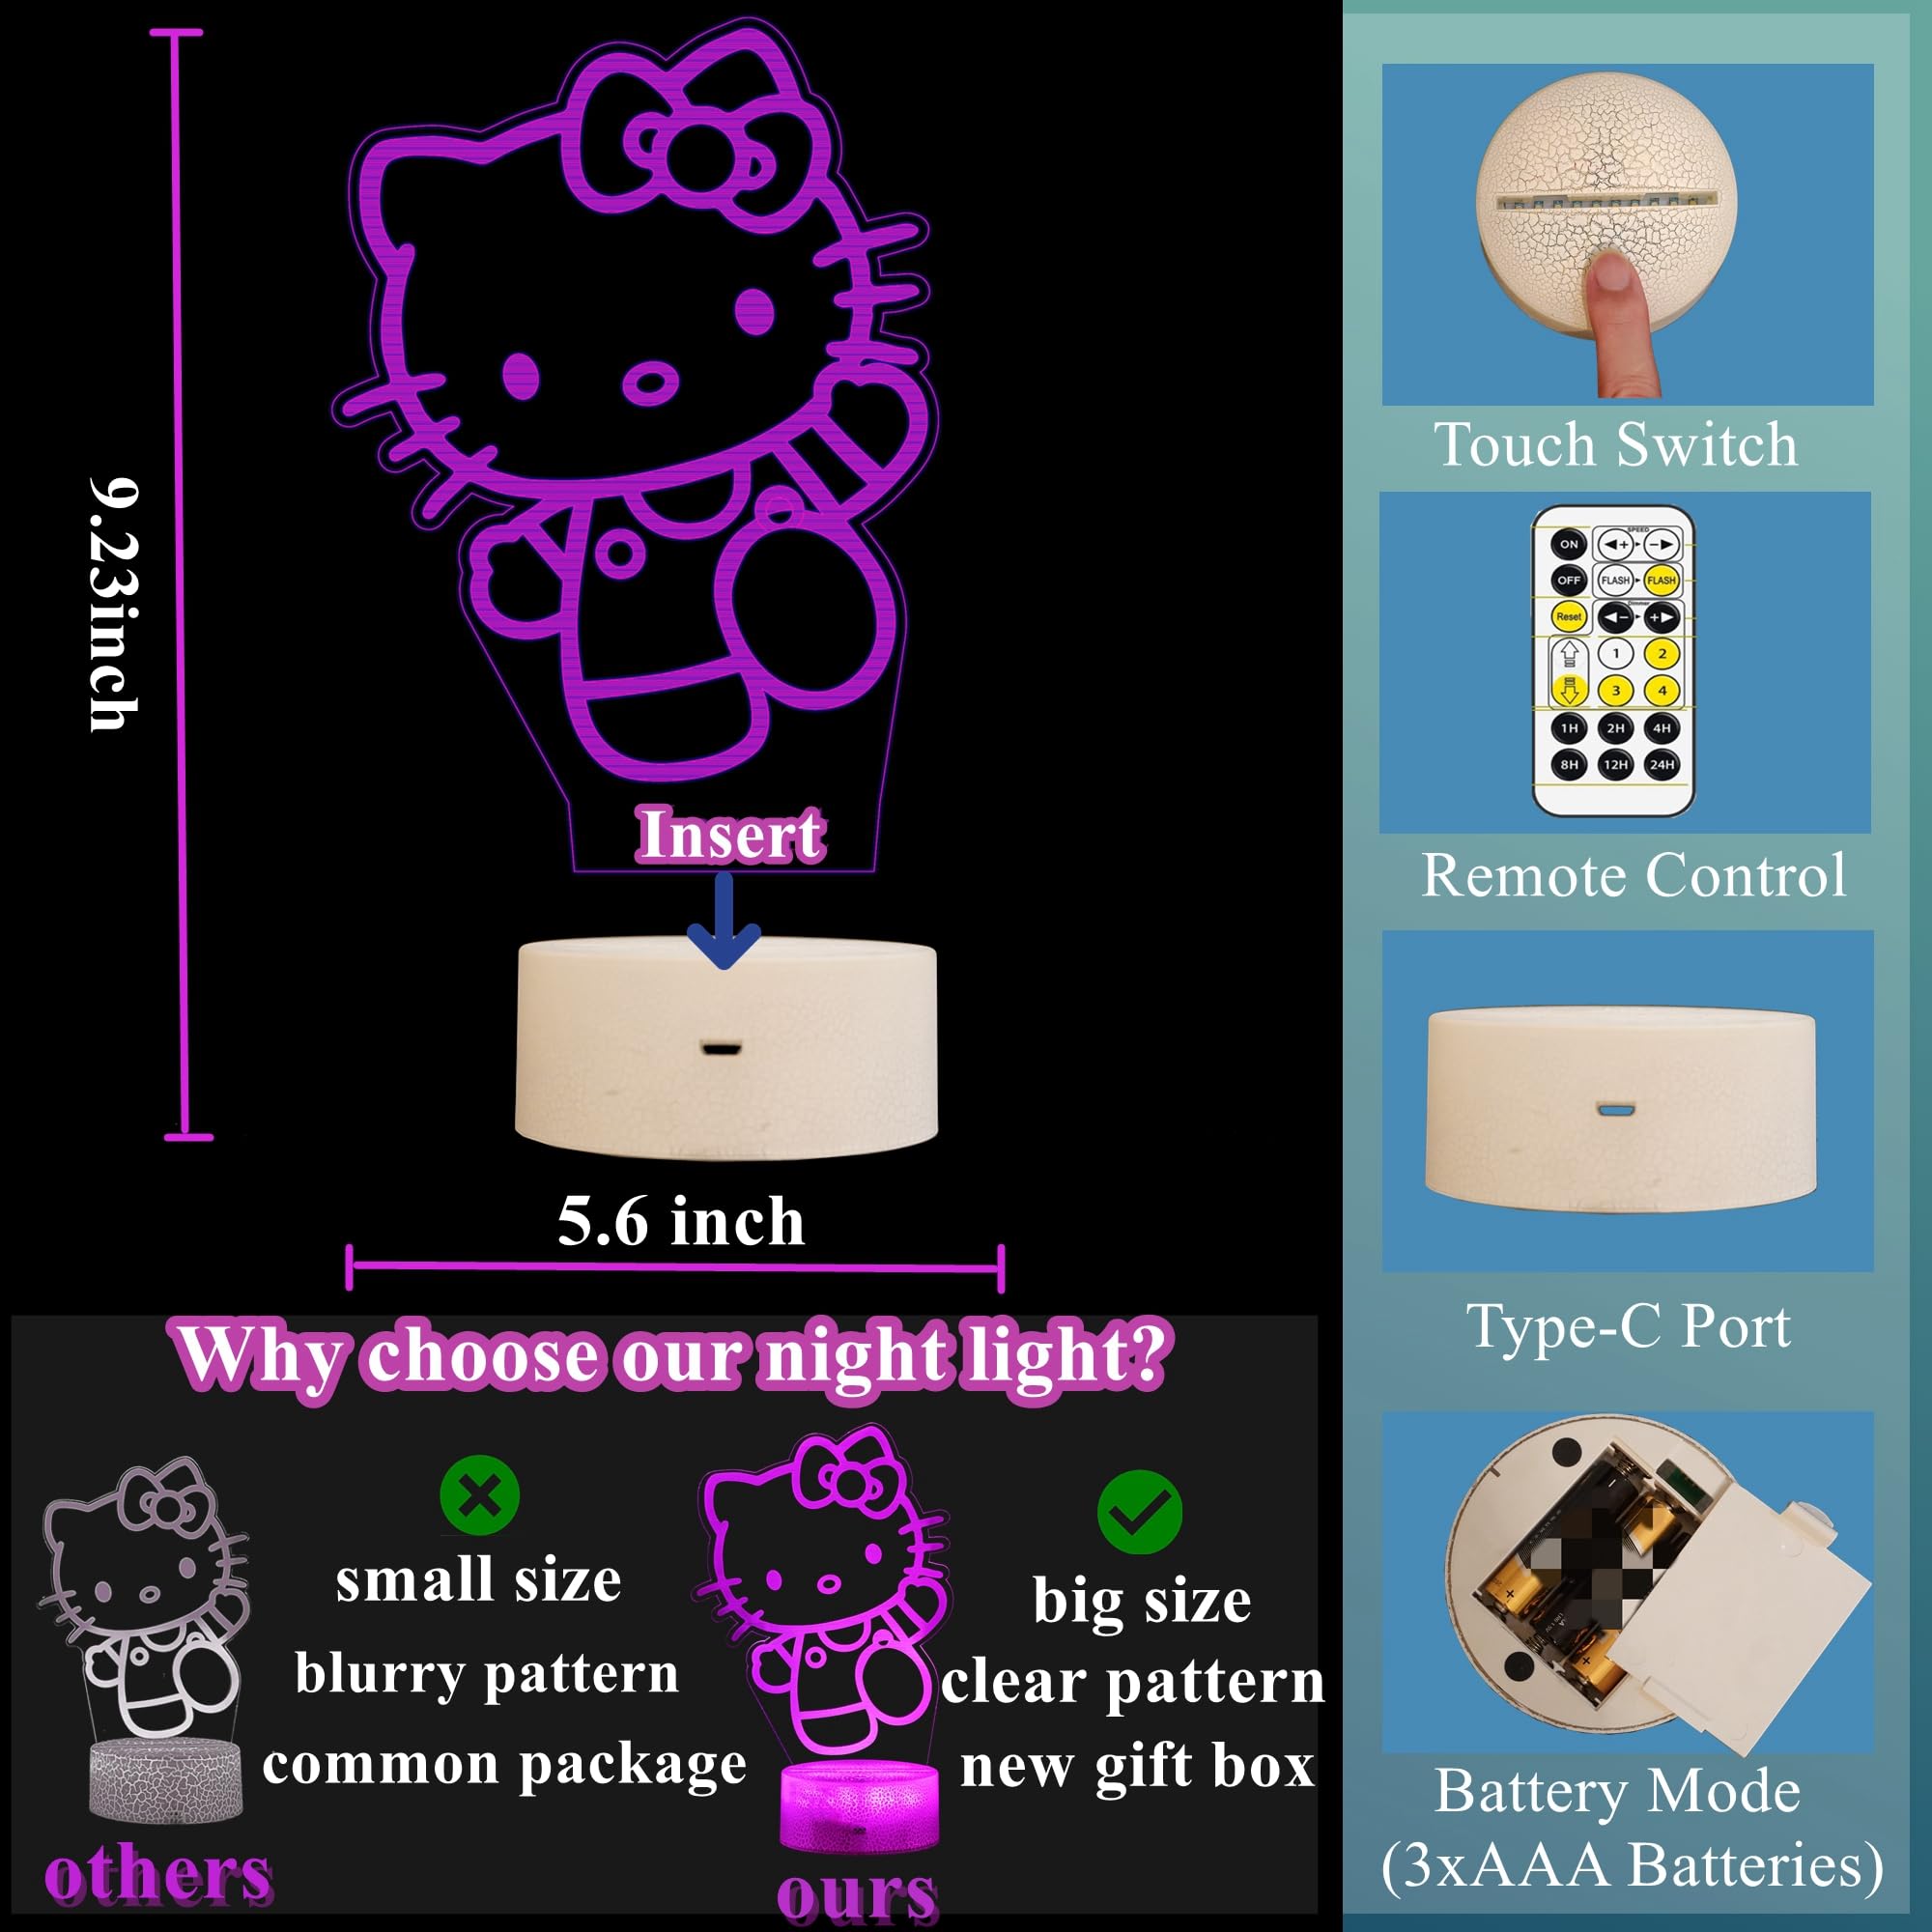 9.23inch
Insert
5.6 inch
Why choose our night light?
small size
blurry pattern
common package
others
big size
clear pattern
new gift box
ours
Touch Switch
SPEED
ON
OFF
FLASH FLASH
Reset
Dimmer
1 2
3 4
1H 2H 4H
8H 12H 24H
Remote Control
Type-C Port
Battery Mode
(3xAAA Batteries)